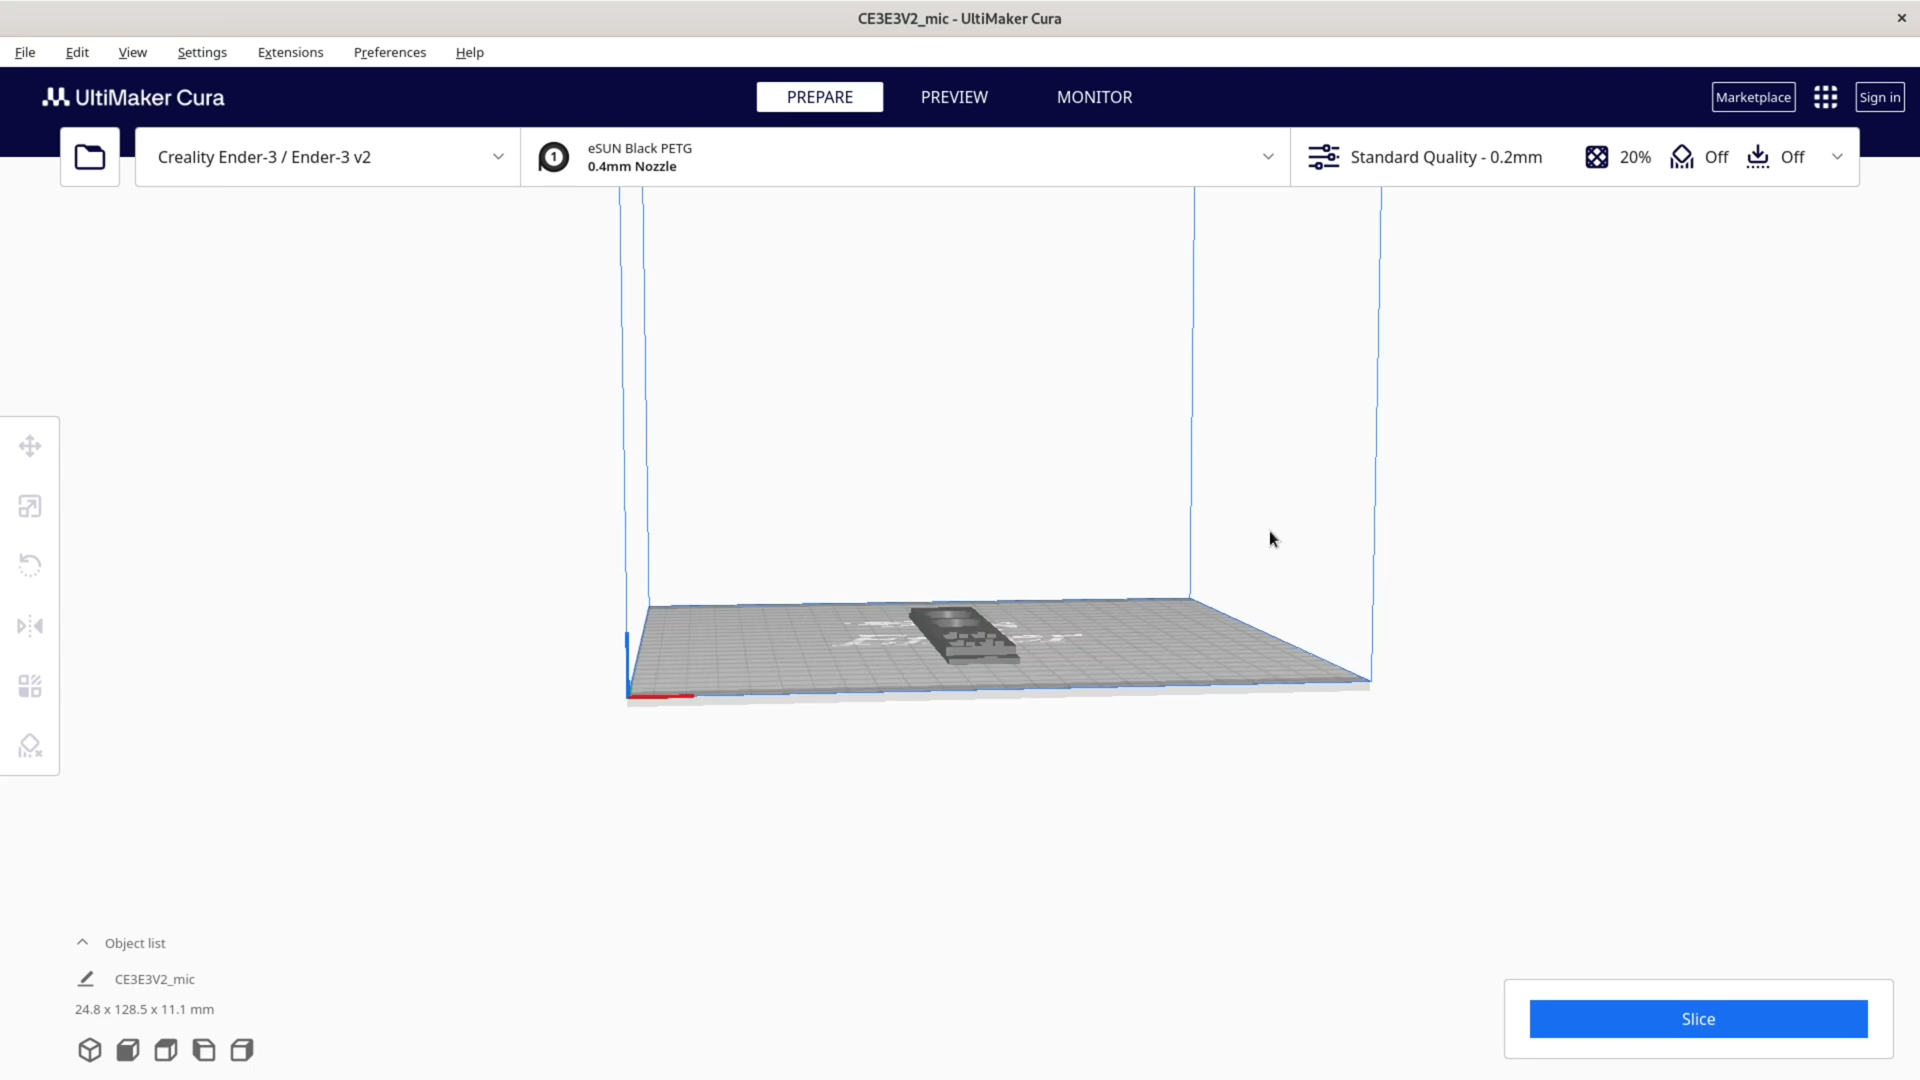 CE3E3V2_mic - UltiMaker Cura
File Edit View Settings Extensions Preferences Help
UltiMaker Cura
PREPARE PREVIEW MONITOR
Marketplace
Sign in
Creality Ender-3 / Ender-3 v2
1
eSUN Black PETG
0.4mm Nozzle
Standard Quality - 0.2mm
20%
Off
Off
Object list
CE3E3V2_mic
24.8 x 128.5 x 11.1 mm
Slice